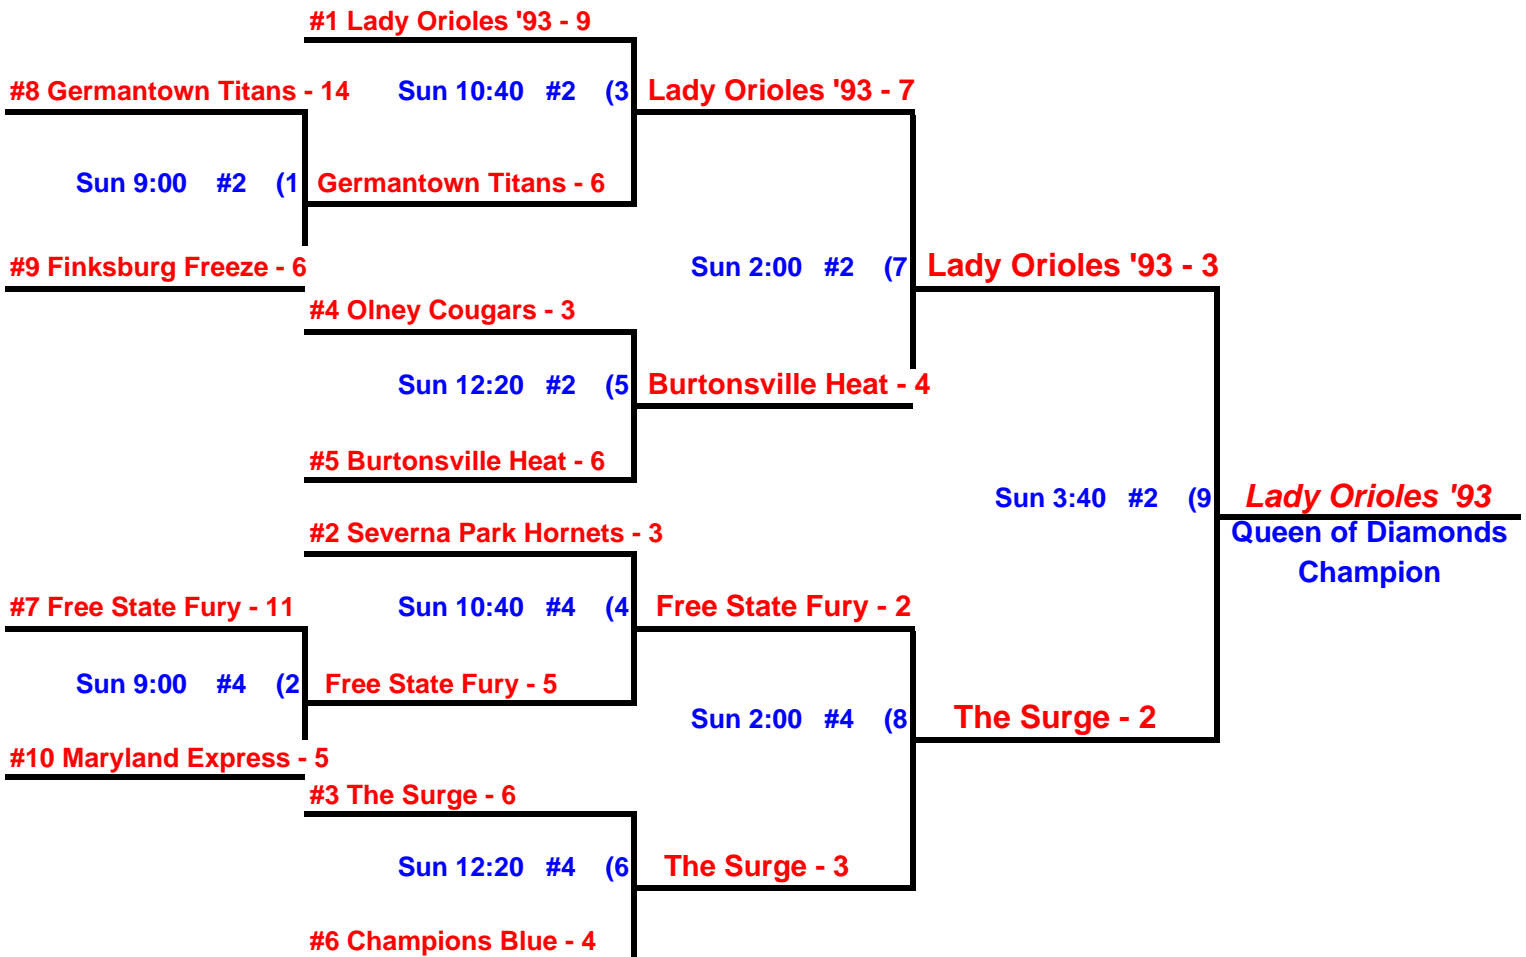 #1 Lady Orioles '93 - 9
#8 Germantown Titans - 14 Sun 10:40 #2 (3 Lady Orioles '93 - 7
Sun 9:00 #2 (1 Germantown Titans - 6
#9 Finksburg Freeze - 6 Sun 2:00 #2 (7 Lady Orioles '93 - 3
#4 Olney Cougars - 3
Sun 12:20 #2 (5 Burtonsville Heat - 4
#5 Burtonsville Heat - 6
Sun 3:40 #2 (9 Lady Orioles '93
#2 Severna Park Hornets - 3 Queen of Diamonds
Champion
#7 Free State Fury - 11 Sun 10:40 #4 (4 Free State Fury - 2
Sun 9:00 #4 (2 Free State Fury - 5
Sun 2:00 #4 (8 The Surge - 2
#10 Maryland Express - 5
#3 The Surge - 6
Sun 12:20 #4 (6 The Surge - 3
#6 Champions Blue - 4